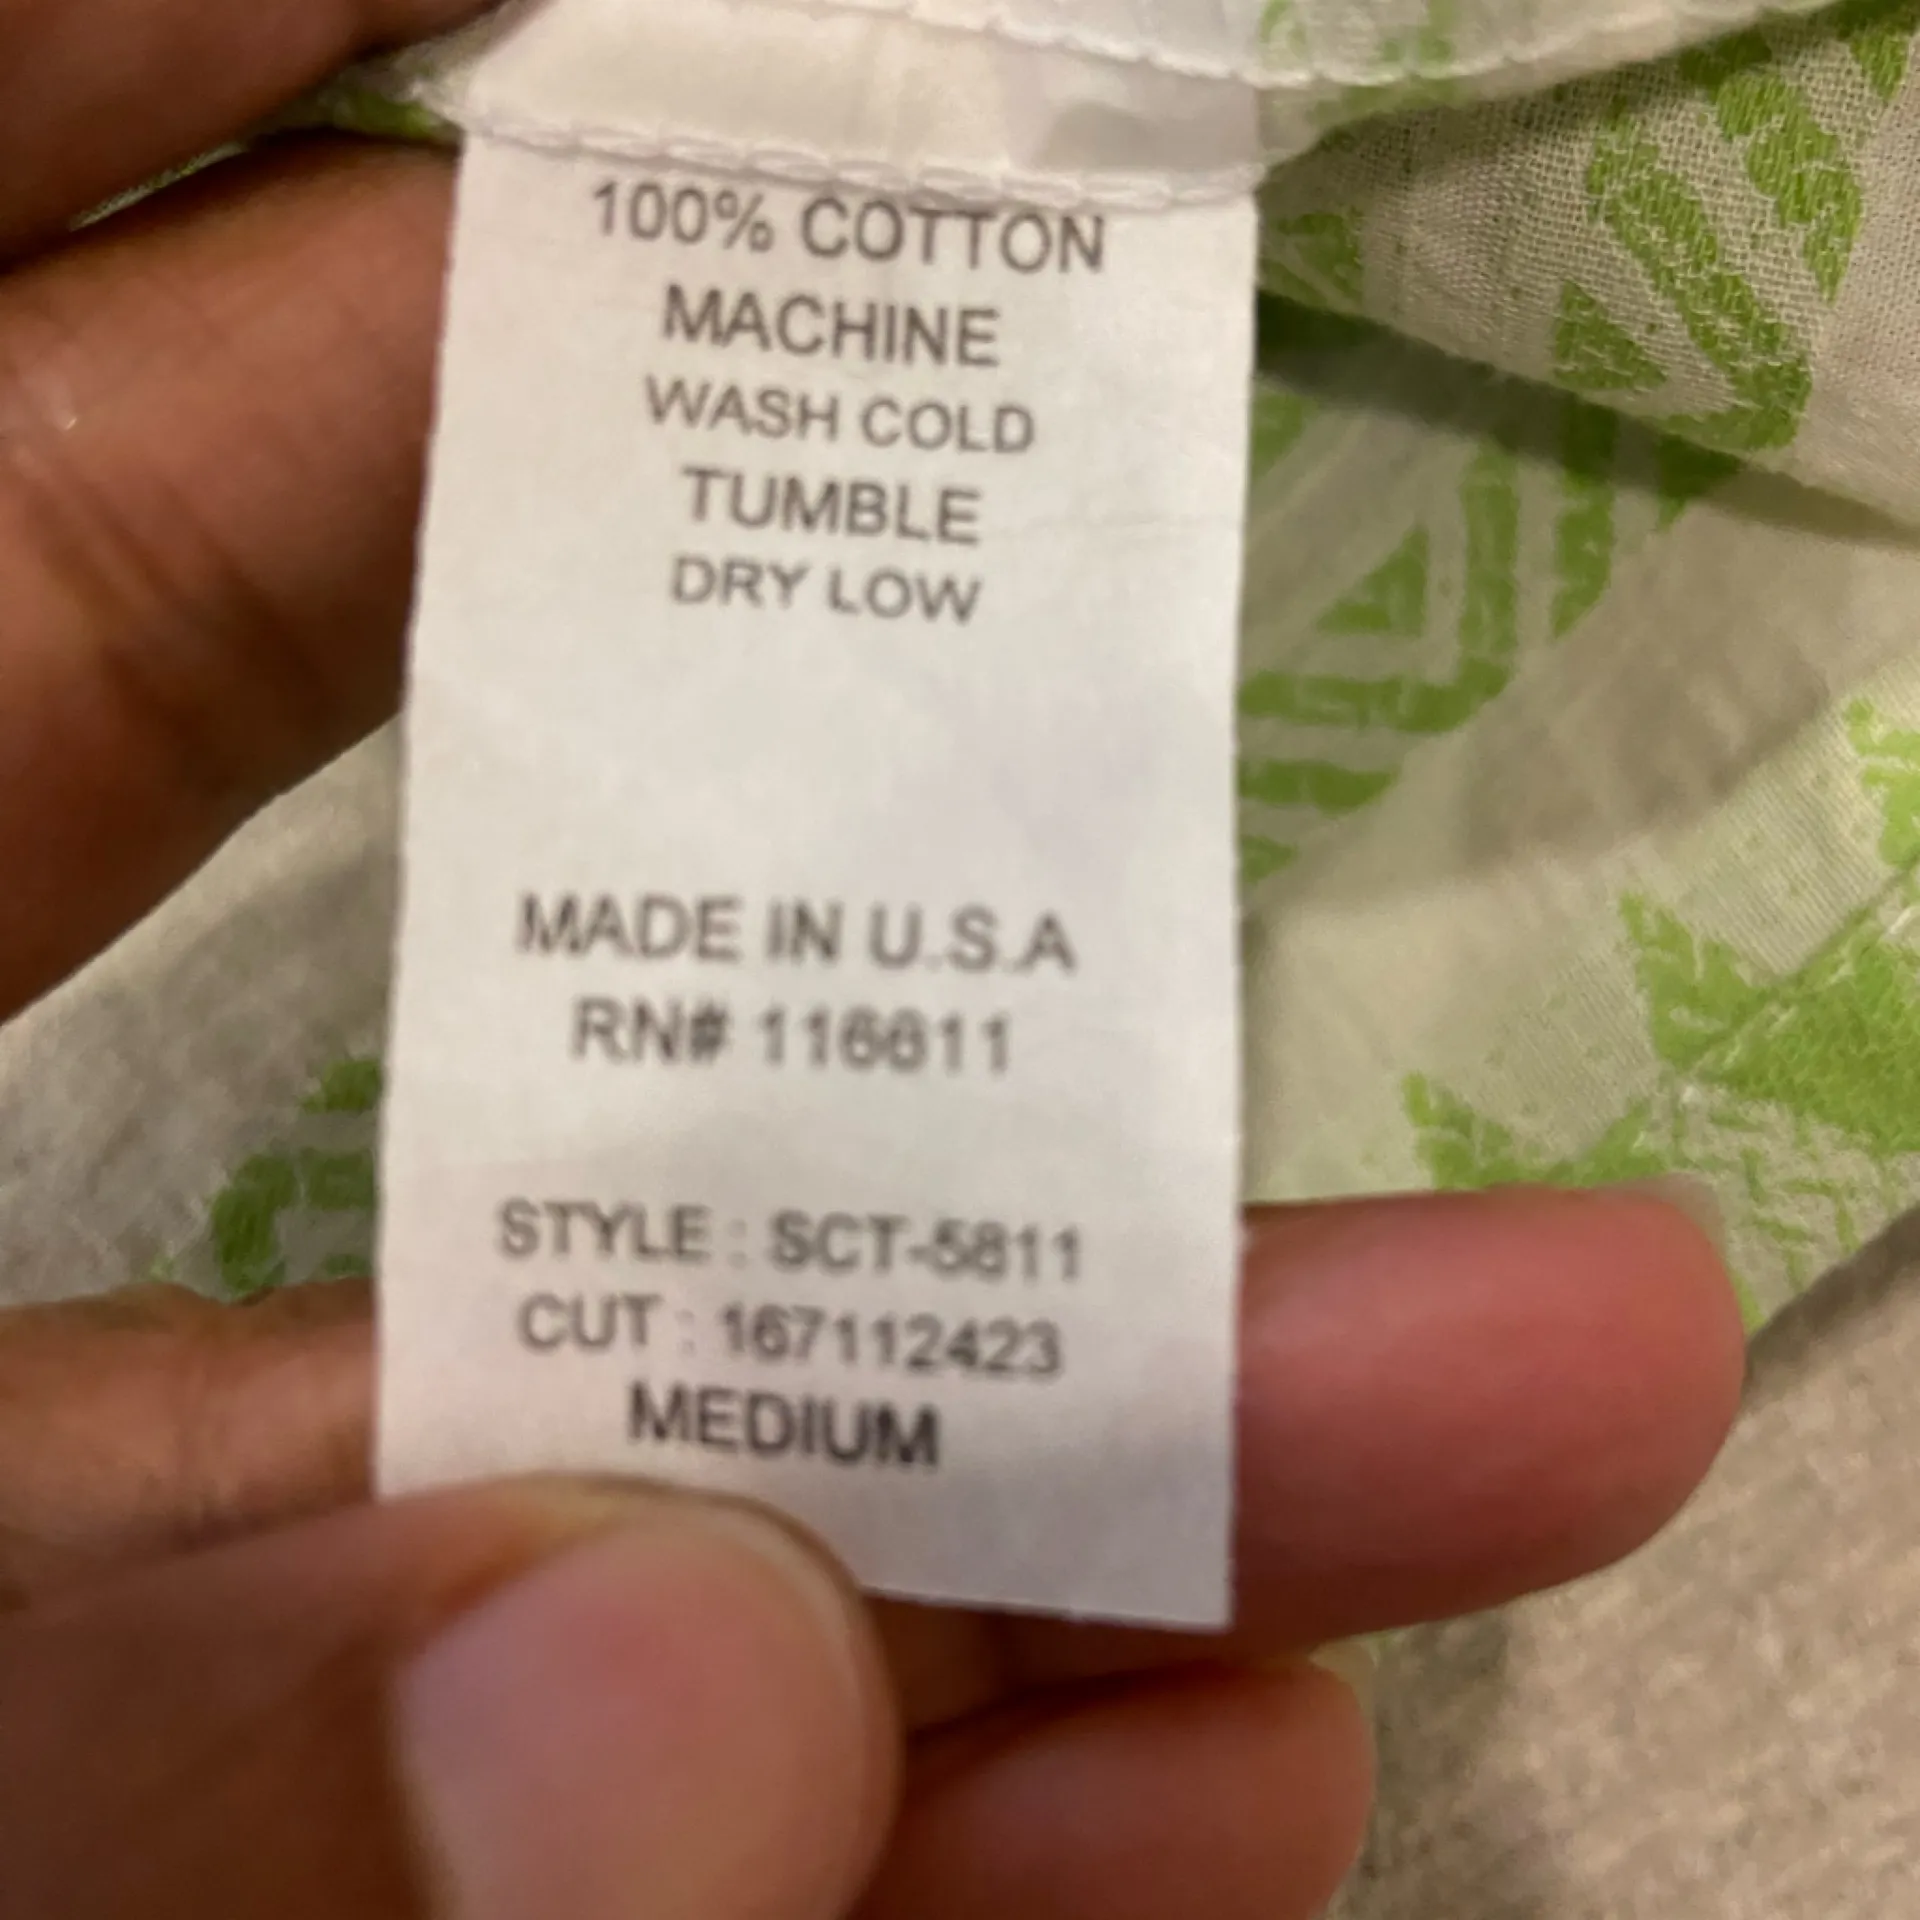 100% COTTON
MACHINE
WASH COLD
TUMBLE
DRY LOW
MADE IN U.S.A
RN# 116611
STYLE : SCT-5811
CUT : 167112423
MEDIUM